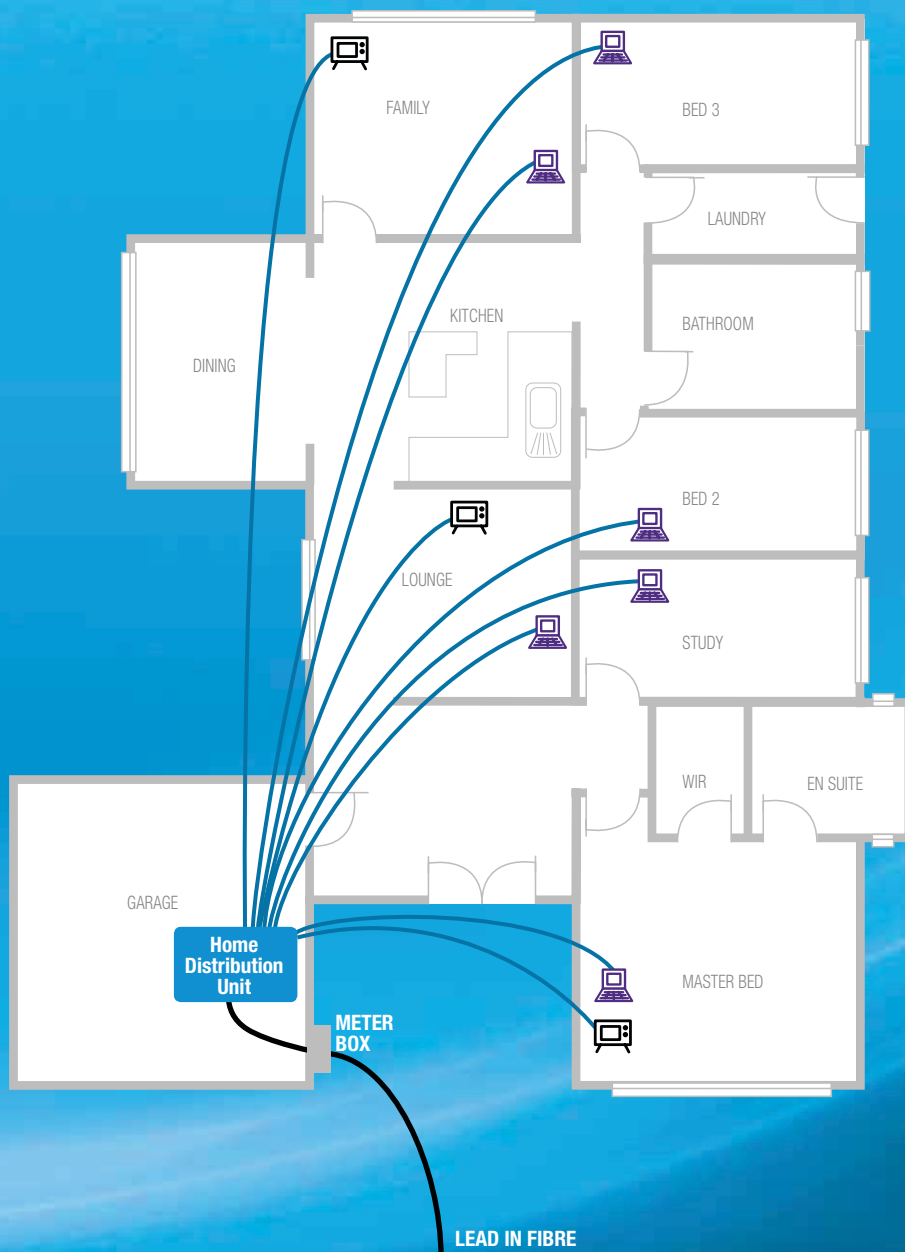 FAMILY
BED 3
LAUNDRY
KITCHEN
BATHROOM
DINING
BED 2
LOUNGE
STUDY
WIR
EN SUITE
GARAGE
Home
Distribution
Unit
MASTER BED
METER
BOX
LEAD IN FIBRE